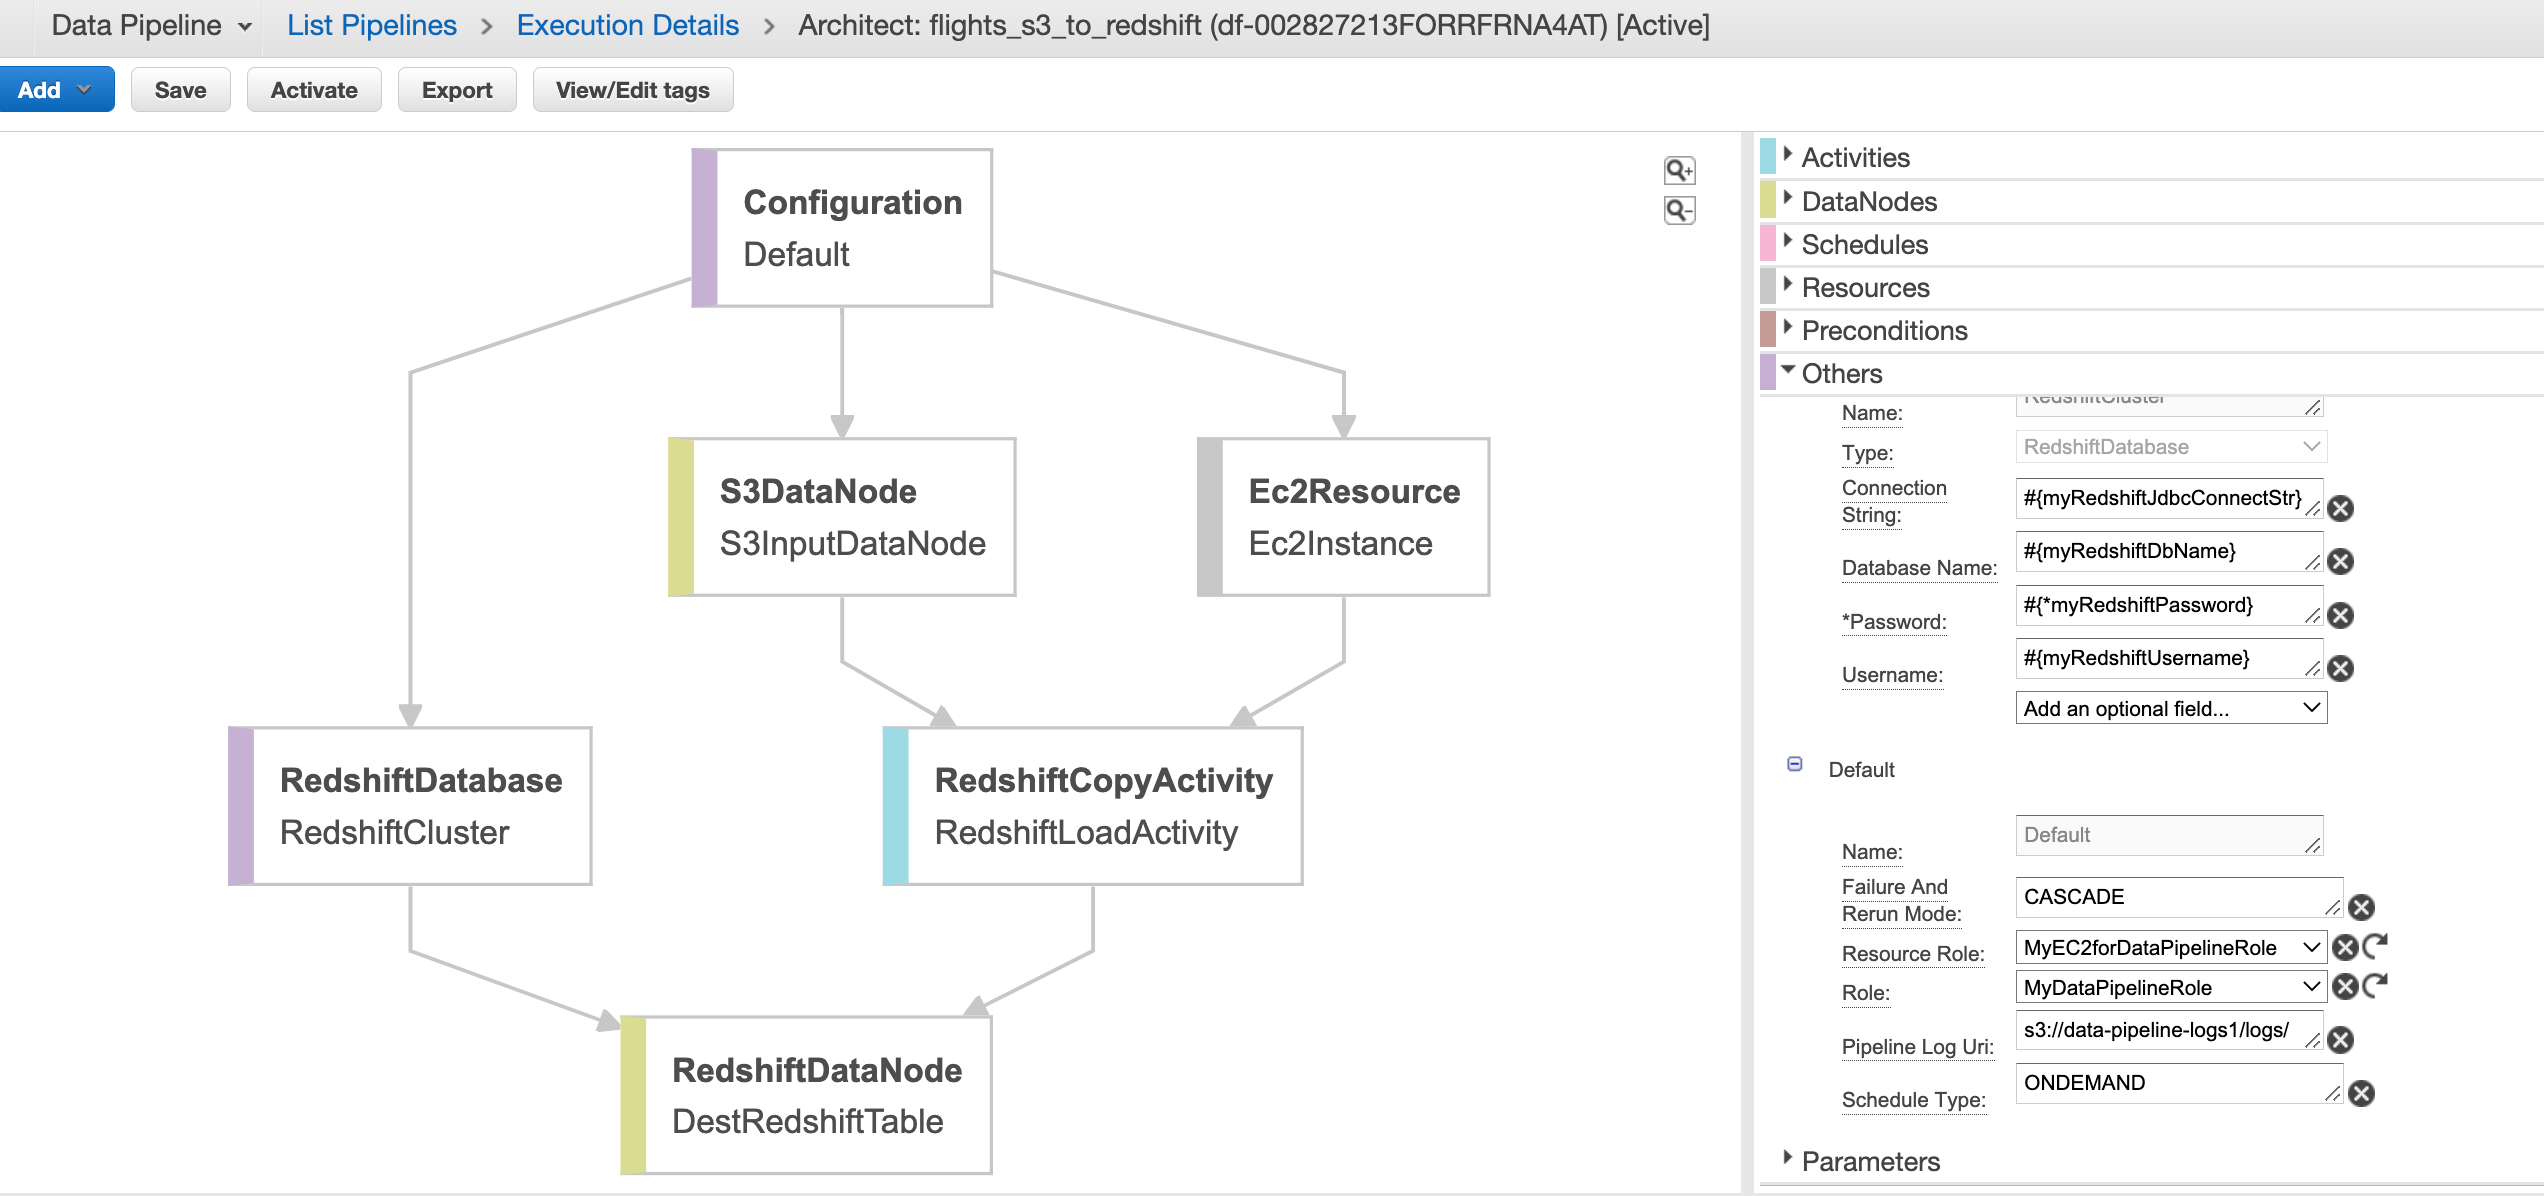 Data Pipeline
List Pipelines > Execution Details > Architect: flights_s3_to_redshift (df-002827213FORRFRNA4AT) [Active]
Add
Save
Activate
Export
View/Edit tags
Configuration
Default
S3DataNode
S3InputDataNode
Ec2Resource
Ec2Instance
RedshiftDatabase
RedshiftCluster
RedshiftCopyActivity
RedshiftLoadActivity
RedshiftDataNode
DestRedshiftTable
Activities
DataNodes
Schedules
Resources
Preconditions
Others
Name: RedshiftCluster
Type: RedshiftDatabase
Connection
String: #{myRedshiftJdbcConnectStr}
Database Name: #{myRedshiftDbName}
*Password: #{*myRedshiftPassword}
Username: #{myRedshiftUsername}
Add an optional field...
Default
Name: Default
Failure And
Rerun Mode: CASCADE
Resource Role: MyEC2forDataPipelineRole
Role: MyDataPipelineRole
Pipeline Log Uri: s3://data-pipeline-logs1/logs/
Schedule Type: ONDEMAND
Parameters